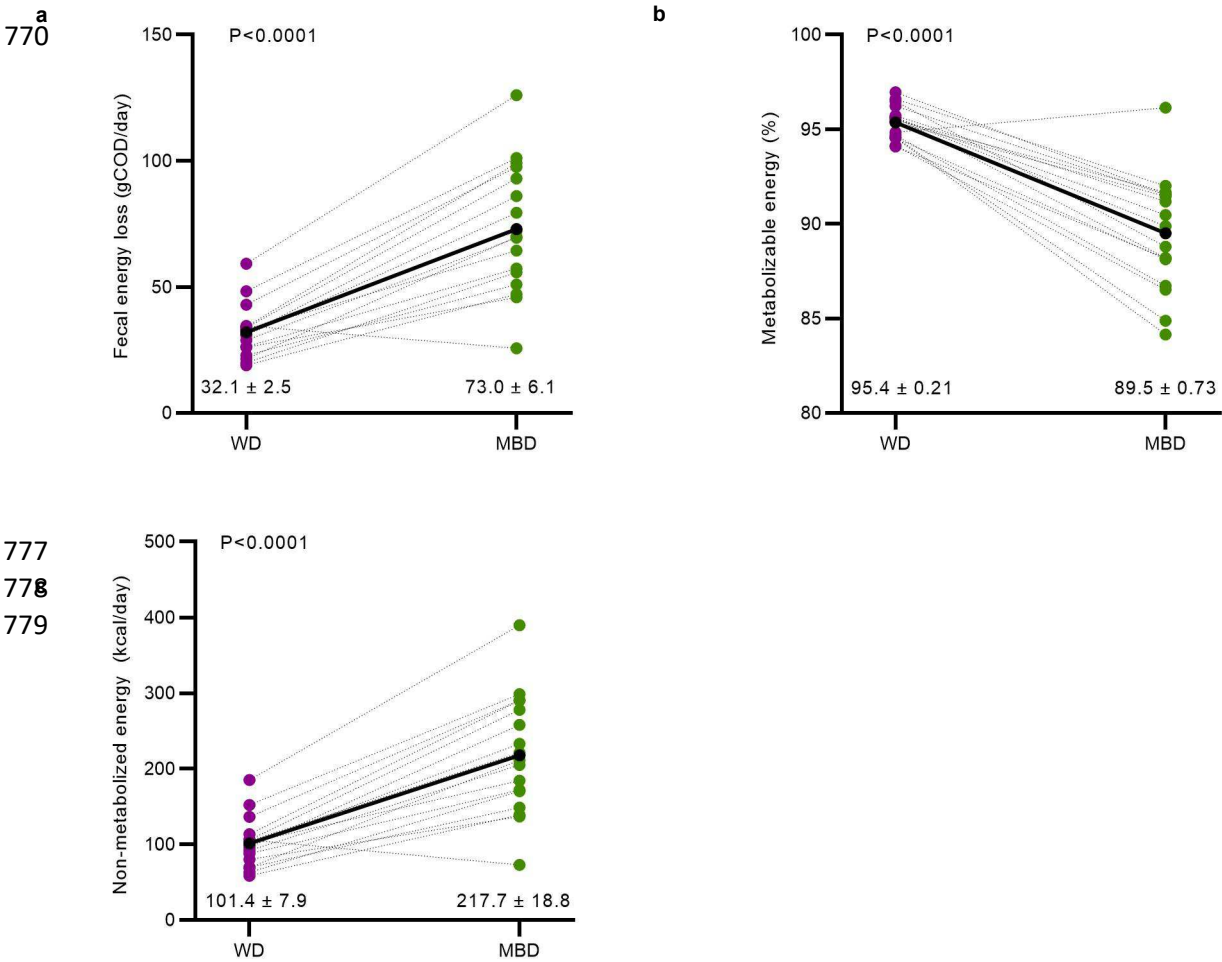 a
770
P<0.0001
150
100
50
0
Fecal energy loss (gCOD/day)
32.1 ± 2.5
73.0 ± 6.1
WD
MBD
b
P<0.0001
100
95
90
85
80
Metabolizable energy (%)
95.4 ± 0.21
89.5 ± 0.73
WD
MBD
777
778
779
P<0.0001
500
400
300
200
100
0
Non-metabolized energy (kcal/day)
101.4 ± 7.9
217.7 ± 18.8
WD
MBD